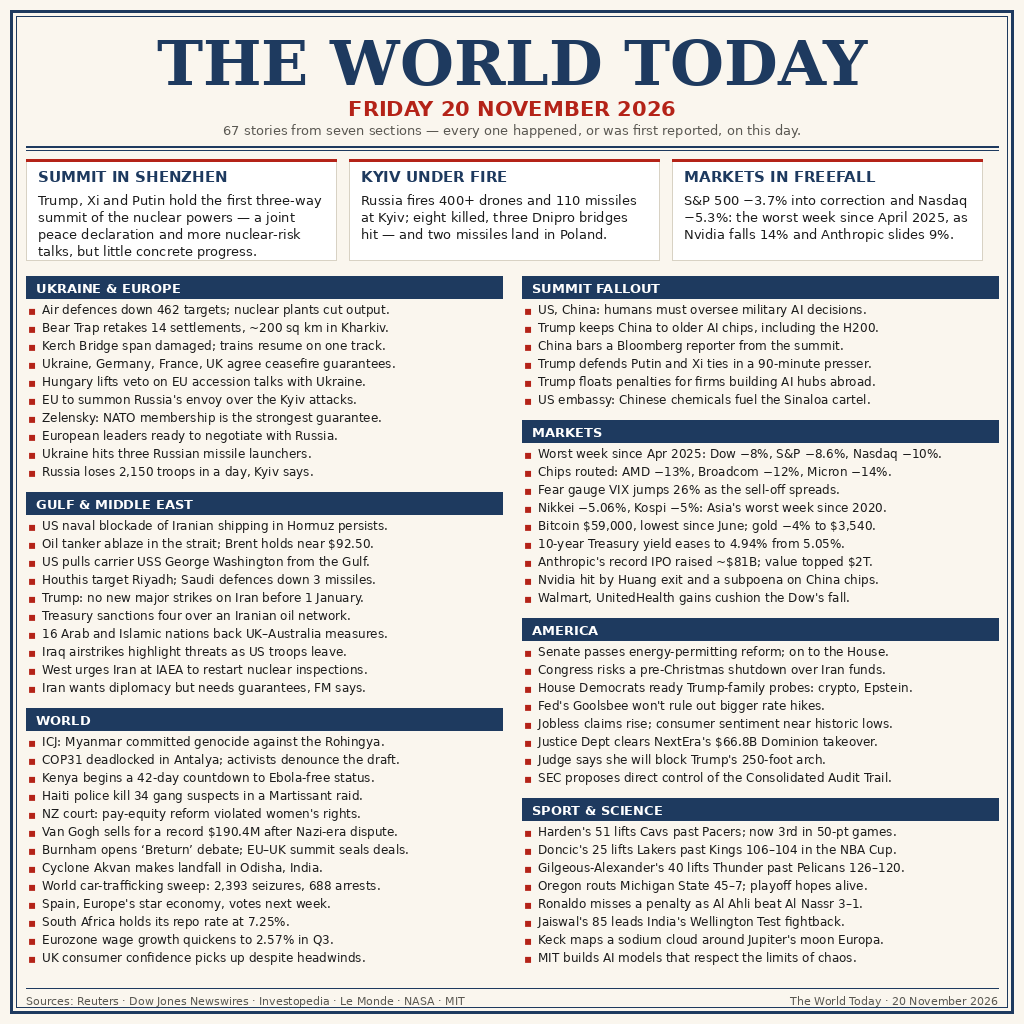 THE WORLD TODAY
FRIDAY 20 NOVEMBER 2026
67 stories from seven sections — every one happened, or was first reported, on this day.
SUMMIT IN SHENZHEN
Trump, Xi and Putin hold the first three-way
summit of the nuclear powers — a joint
peace declaration and more nuclear-risk
talks, but little concrete progress.
KYIV UNDER FIRE
Russia fires 400+ drones and 110 missiles
at Kyiv; eight killed, three Dnipro bridges
hit — and two missiles land in Poland.
MARKETS IN FREEFALL
S&P 500 −3.7% into correction and Nasdaq
−5.3%: the worst week since April 2025, as
Nvidia falls 14% and Anthropic slides 9%.
UKRAINE & EUROPE
Air defences down 462 targets; nuclear plants cut output.
Bear Trap retakes 14 settlements, ~200 sq km in Kharkiv.
Kerch Bridge span damaged; trains resume on one track.
Ukraine, Germany, France, UK agree ceasefire guarantees.
Hungary lifts veto on EU accession talks with Ukraine.
EU to summon Russia's envoy over the Kyiv attacks.
Zelensky: NATO membership is the strongest guarantee.
European leaders ready to negotiate with Russia.
Ukraine hits three Russian missile launchers.
Russia loses 2,150 troops in a day, Kyiv says.
GULF & MIDDLE EAST
US naval blockade of Iranian shipping in Hormuz persists.
Oil tanker ablaze in the strait; Brent holds near $92.50.
US pulls carrier USS George Washington from the Gulf.
Houthis target Riyadh; Saudi defences down 3 missiles.
Trump: no new major strikes on Iran before 1 January.
Treasury sanctions four over an Iranian oil network.
16 Arab and Islamic nations back UK–Australia measures.
Iraq airstrikes highlight threats as US troops leave.
West urges Iran at IAEA to restart nuclear inspections.
Iran wants diplomacy but needs guarantees, FM says.
WORLD
ICJ: Myanmar committed genocide against the Rohingya.
COP31 deadlocked in Antalya; activists denounce the draft.
Kenya begins a 42-day countdown to Ebola-free status.
Haiti police kill 34 gang suspects in a Martissant raid.
NZ court: pay-equity reform violated women's rights.
Van Gogh sells for a record $190.4M after Nazi-era dispute.
Burnham opens ‘Breturn’ debate; EU–UK summit seals deals.
Cyclone Akvan makes landfall in Odisha, India.
World car-trafficking sweep: 2,393 seizures, 688 arrests.
Spain, Europe's star economy, votes next week.
South Africa holds its repo rate at 7.25%.
Eurozone wage growth quickens to 2.57% in Q3.
UK consumer confidence picks up despite headwinds.
SUMMIT FALLOUT
US, China: humans must oversee military AI decisions.
Trump keeps China to older AI chips, including the H200.
China bars a Bloomberg reporter from the summit.
Trump defends Putin and Xi ties in a 90-minute presser.
Trump floats penalties for firms building AI hubs abroad.
US embassy: Chinese chemicals fuel the Sinaloa cartel.
MARKETS
Worst week since Apr 2025: Dow −8%, S&P −8.6%, Nasdaq −10%.
Chips routed: AMD −13%, Broadcom −12%, Micron −14%.
Fear gauge VIX jumps 26% as the sell-off spreads.
Nikkei −5.06%, Kospi −5%: Asia's worst week since 2020.
Bitcoin $59,000, lowest since June; gold −4% to $3,540.
10-year Treasury yield eases to 4.94% from 5.05%.
Anthropic's record IPO raised ~$81B; value topped $2T.
Nvidia hit by Huang exit and a subpoena on China chips.
Walmart, UnitedHealth gains cushion the Dow's fall.
AMERICA
Senate passes energy-permitting reform; on to the House.
Congress risks a pre-Christmas shutdown over Iran funds.
House Democrats ready Trump-family probes: crypto, Epstein.
Fed's Goolsbee won't rule out bigger rate hikes.
Jobless claims rise; consumer sentiment near historic lows.
Justice Dept clears NextEra's $66.8B Dominion takeover.
Judge says she will block Trump's 250-foot arch.
SEC proposes direct control of the Consolidated Audit Trail.
SPORT & SCIENCE
Harden's 51 lifts Cavs past Pacers; now 3rd in 50-pt games.
Doncic's 25 lifts Lakers past Kings 106–104 in the NBA Cup.
Gilgeous-Alexander's 40 lifts Thunder past Pelicans 126–120.
Oregon routs Michigan State 45–7; playoff hopes alive.
Ronaldo misses a penalty as Al Ahli beat Al Nassr 3–1.
Jaiswal's 85 leads India's Wellington Test fightback.
Keck maps a sodium cloud around Jupiter's moon Europa.
MIT builds AI models that respect the limits of chaos.
Sources: Reuters · Dow Jones Newswires · Investopedia · Le Monde · NASA · MIT
The World Today · 20 November 2026